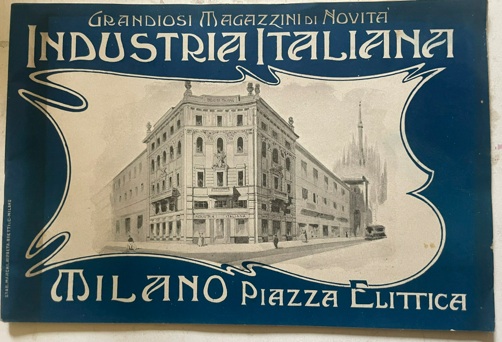 GRANDIOSI MAGAZZINI DI NOVITA'
INDUSTRIA ITALIANA
MILANO PIAZZA ELITTICA